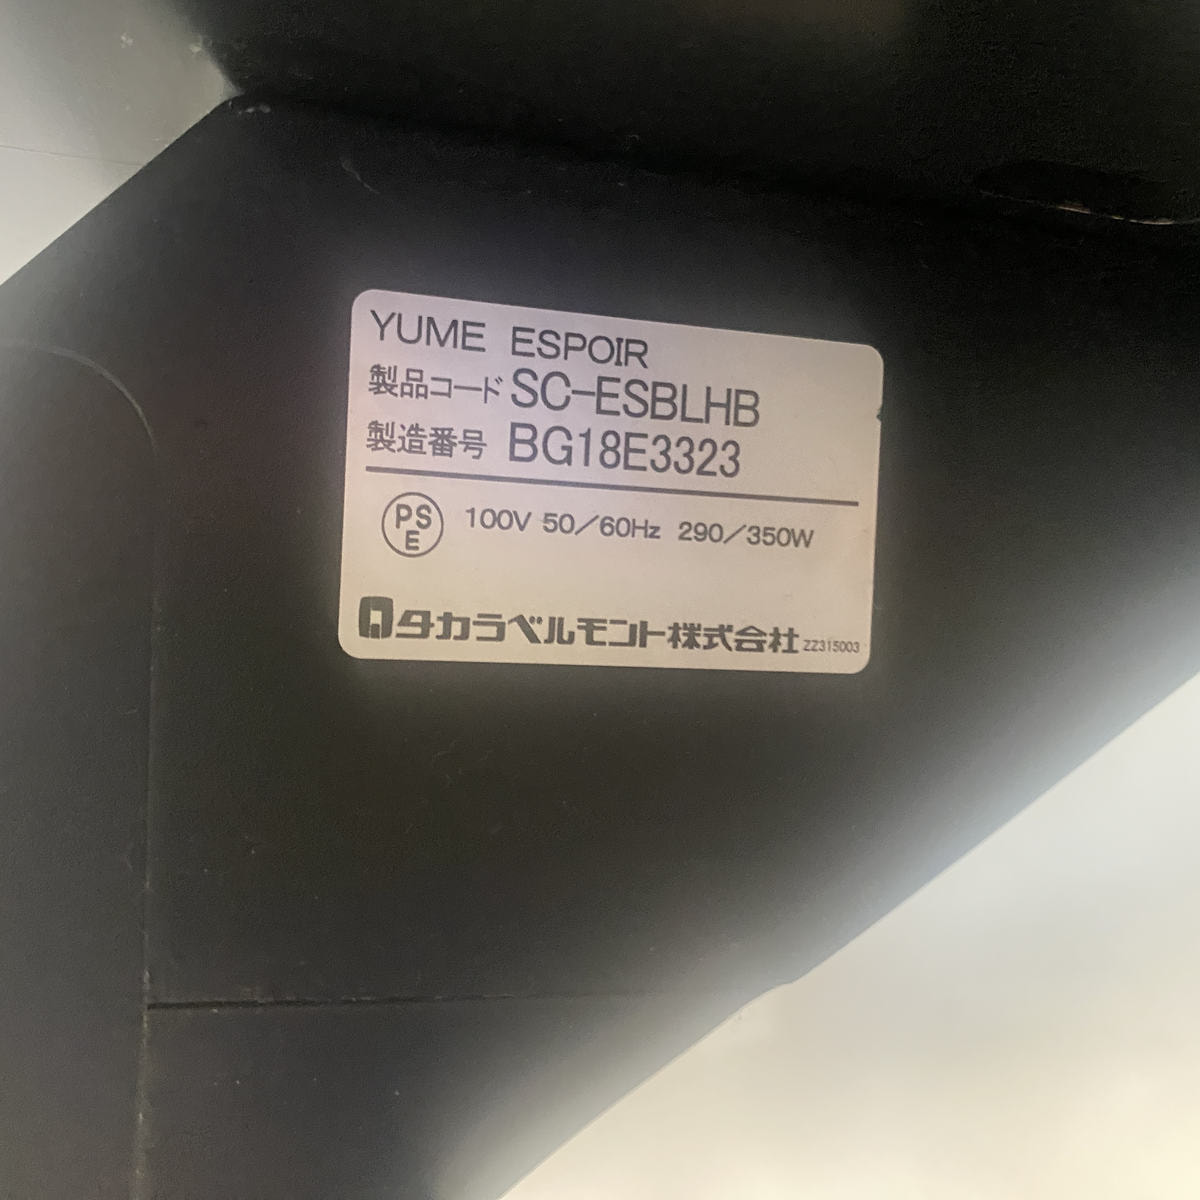 YUME ESPOIR
製品コード SC-ESBLHB
製造番号 BG18E3323
PSE 100V 50/60Hz 290/350W
タカラベルモント株式会社 ZZ315003